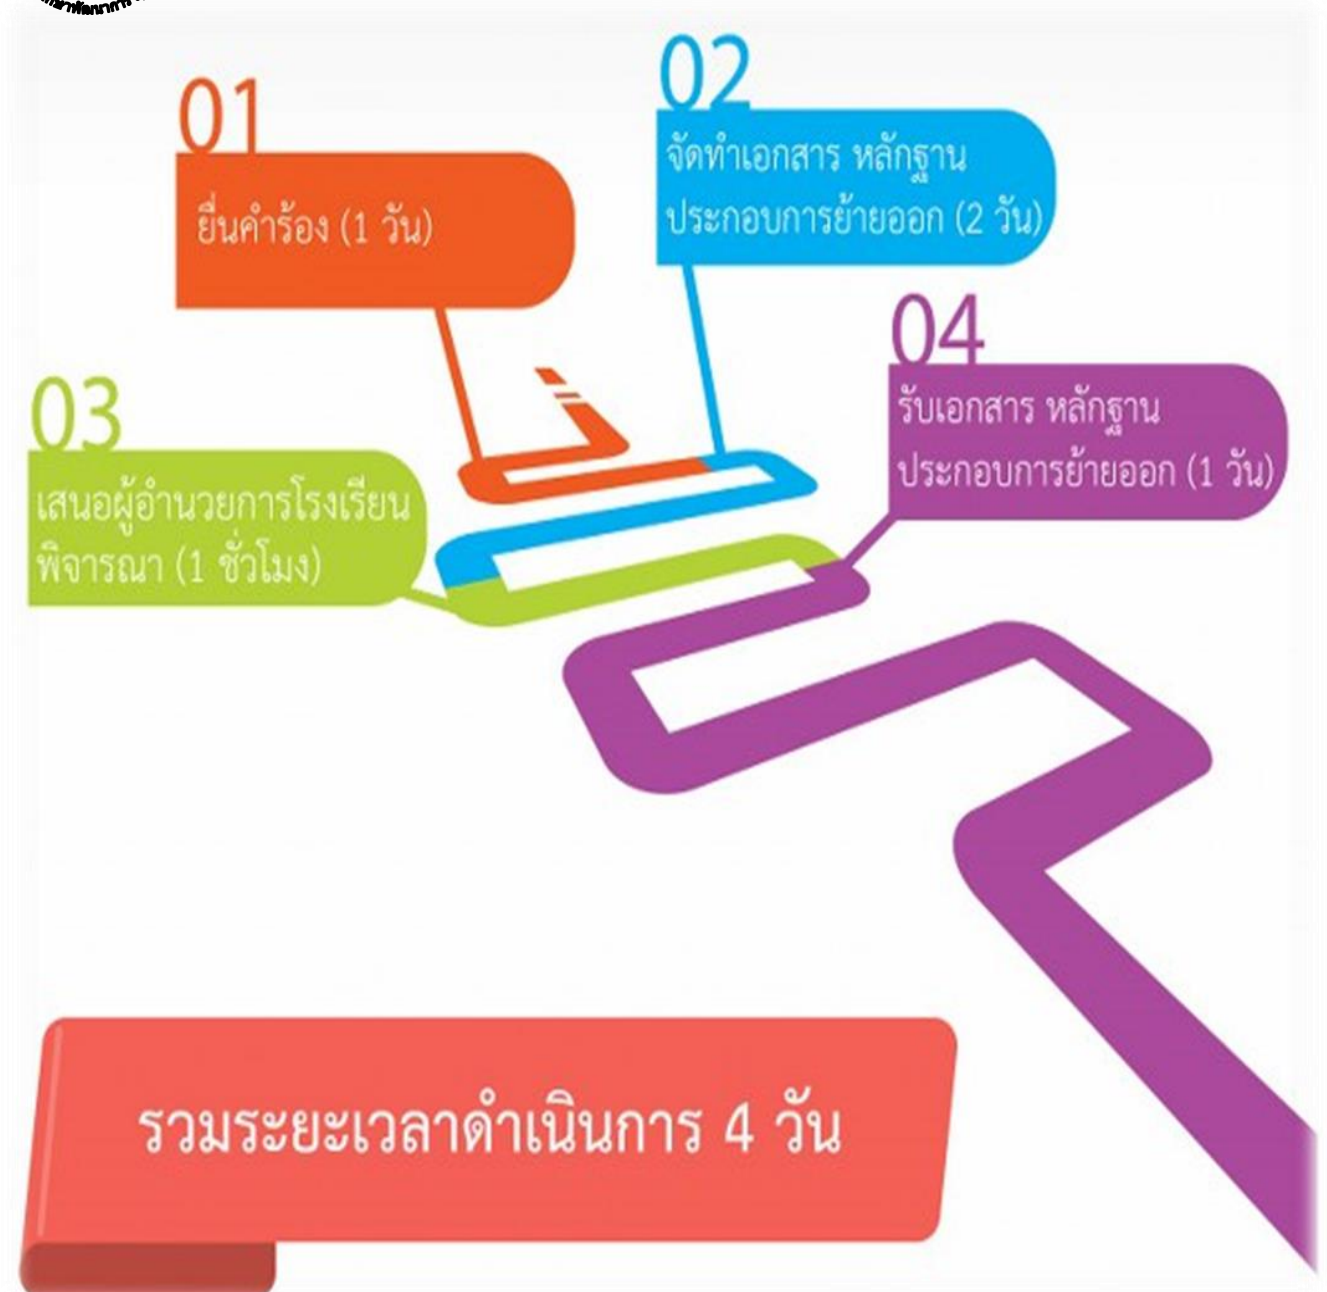 01
ยื่นคำร้อง (1 วัน)
02
จัดทำเอกสาร หลักฐาน
ประกอบการย้ายออก (2 วัน)
03
เสนอผู้อำนวยการโรงเรียน
พิจารณา (1 ชั่วโมง)
04
รับเอกสาร หลักฐาน
ประกอบการย้ายออก (1 วัน)
รวมระยะเวลาดำเนินการ 4 วัน